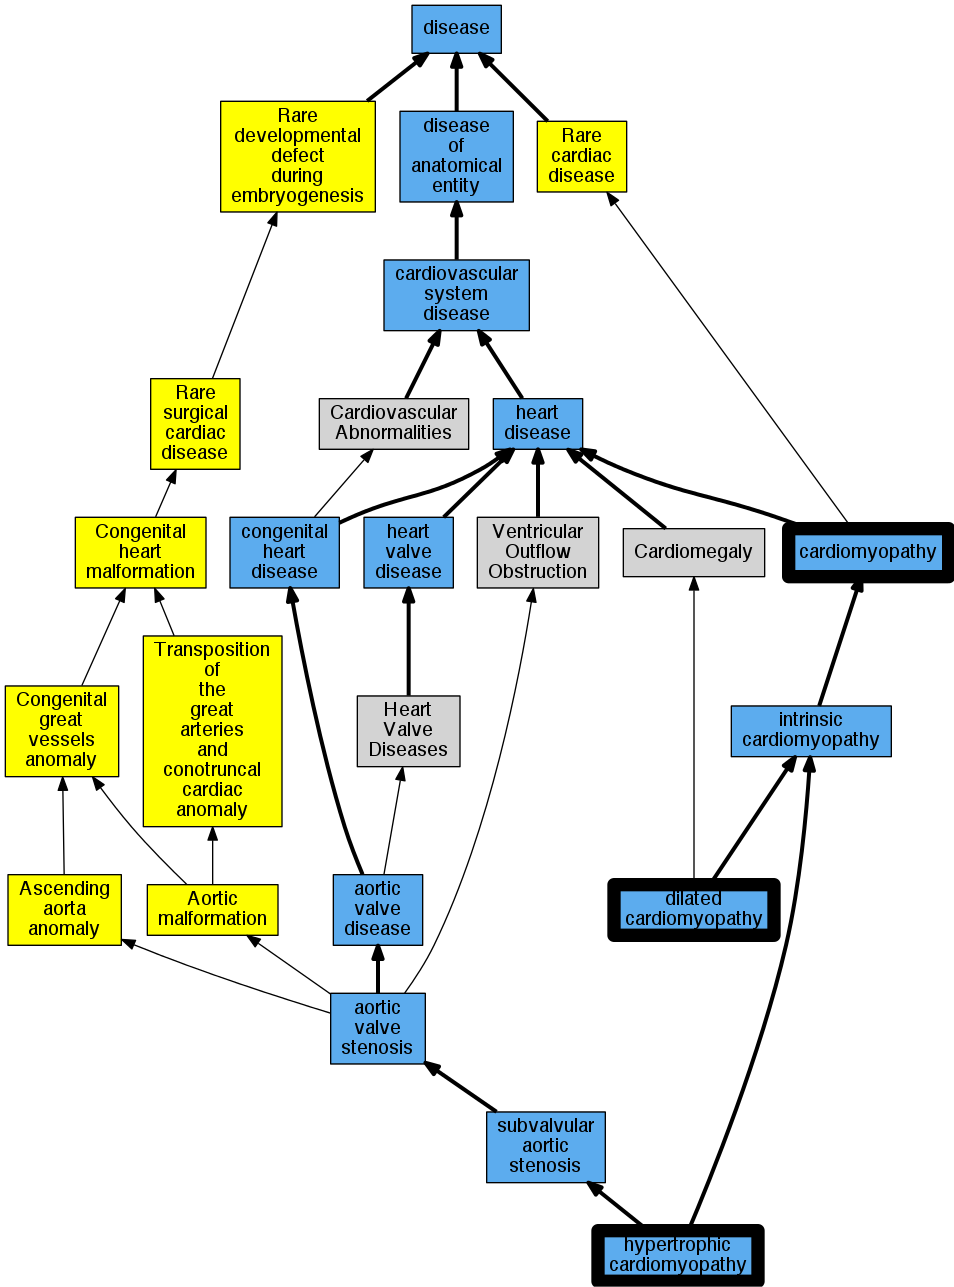 disease
Rare
developmental
defect
during
embryogenesis
disease
of
anatomical
entity
Rare
cardiac
disease
cardiovascular
system
disease
Rare
surgical
cardiac
disease
Cardiovascular
Abnormalities
heart
disease
Congenital
heart
malformation
congenital
heart
disease
heart
valve
disease
Ventricular
Outflow
Obstruction
Cardiomegaly
cardiomyopathy
Transposition
of
the
great
arteries
and
conotruncal
cardiac
anomaly
Congenital
great
vessels
anomaly
Heart
Valve
Diseases
intrinsic
cardiomyopathy
Ascending
aorta
anomaly
Aortic
malformation
aortic
valve
disease
dilated
cardiomyopathy
aortic
valve
stenosis
subvalvular
aortic
stenosis
hypertrophic
cardiomyopathy